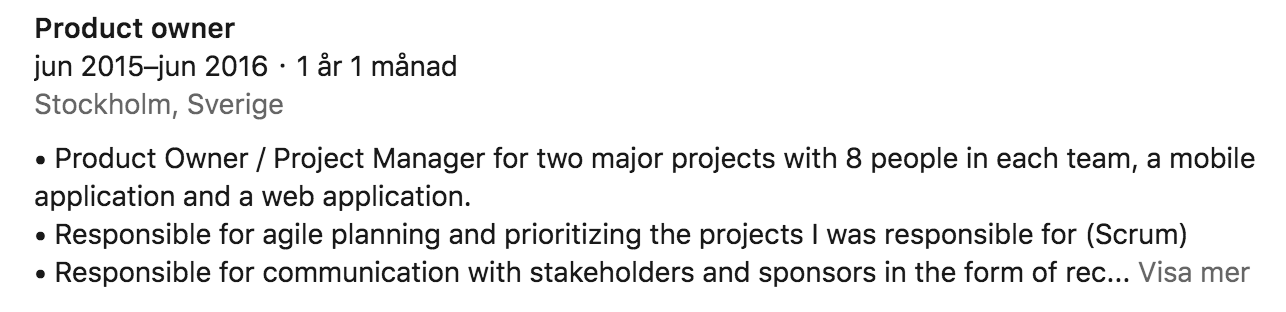 Product owner
jun 2015–jun 2016 · 1 år 1 månad
Stockholm, Sverige
• Product Owner / Project Manager for two major projects with 8 people in each team, a mobile
application and a web application.
• Responsible for agile planning and prioritizing the projects I was responsible for (Scrum)
• Responsible for communication with stakeholders and sponsors in the form of rec... Visa mer